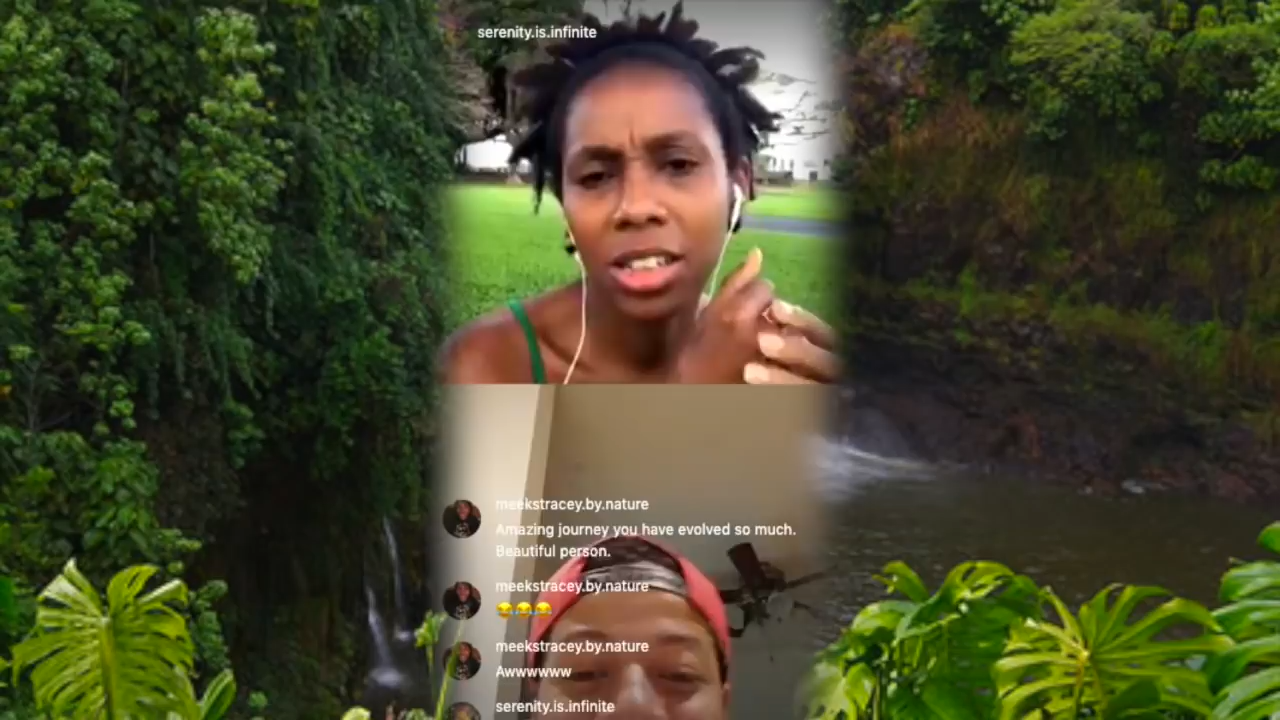 serenity.is.infinite
meekstracey.by.nature
Amazing journey you have evolved so much.
Beautiful person.
meekstracey.by.nature
😂😂😂
meekstracey.by.nature
Awwwwww
serenity.is.infinite